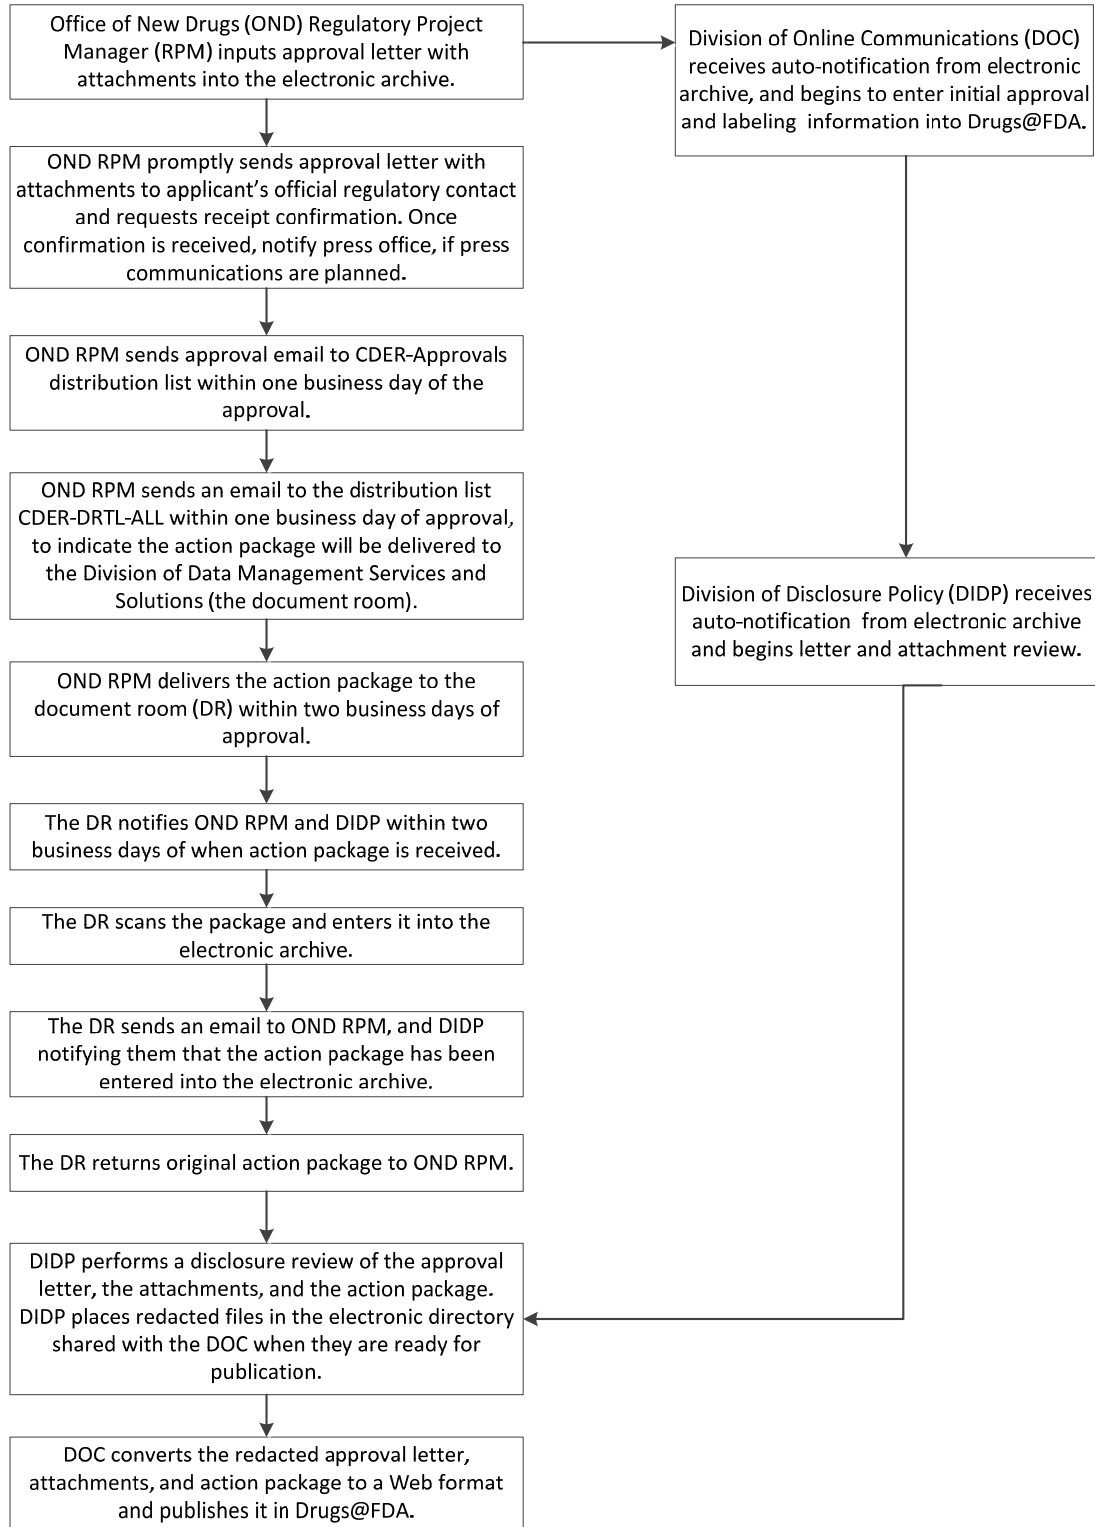 Office of New Drugs (OND) Regulatory Project
Manager (RPM) inputs approval letter with
attachments into the electronic archive.
Division of Online Communications (DOC)
receives auto-notification from electronic
archive, and begins to enter initial approval
and labeling information into Drugs@FDA.
OND RPM promptly sends approval letter with
attachments to applicant's official regulatory contact
and requests receipt confirmation. Once
confirmation is received, notify press office, if press
communications are planned.
OND RPM sends approval email to CDER-Approvals
distribution list within one business day of the
approval.
OND RPM sends an email to the distribution list
CDER-DRTL-ALL within one business day of approval,
to indicate the action package will be delivered to
the Division of Data Management Services and
Solutions (the document room).
Division of Disclosure Policy (DIDP) receives
auto-notification from electronic archive
and begins letter and attachment review.
OND RPM delivers the action package to the
document room (DR) within two business days of
approval.
The DR notifies OND RPM and DIDP within two
business days of when action package is received.
The DR scans the package and enters it into the
electronic archive.
The DR sends an email to OND RPM, and DIDP
notifying them that the action package has been
entered into the electronic archive.
The DR returns original action package to OND RPM.
DIDP performs a disclosure review of the approval
letter, the attachments, and the action package.
DIDP places redacted files in the electronic directory
shared with the DOC when they are ready for
publication.
DOC converts the redacted approval letter,
attachments, and action package to a Web format
and publishes it in Drugs@FDA.